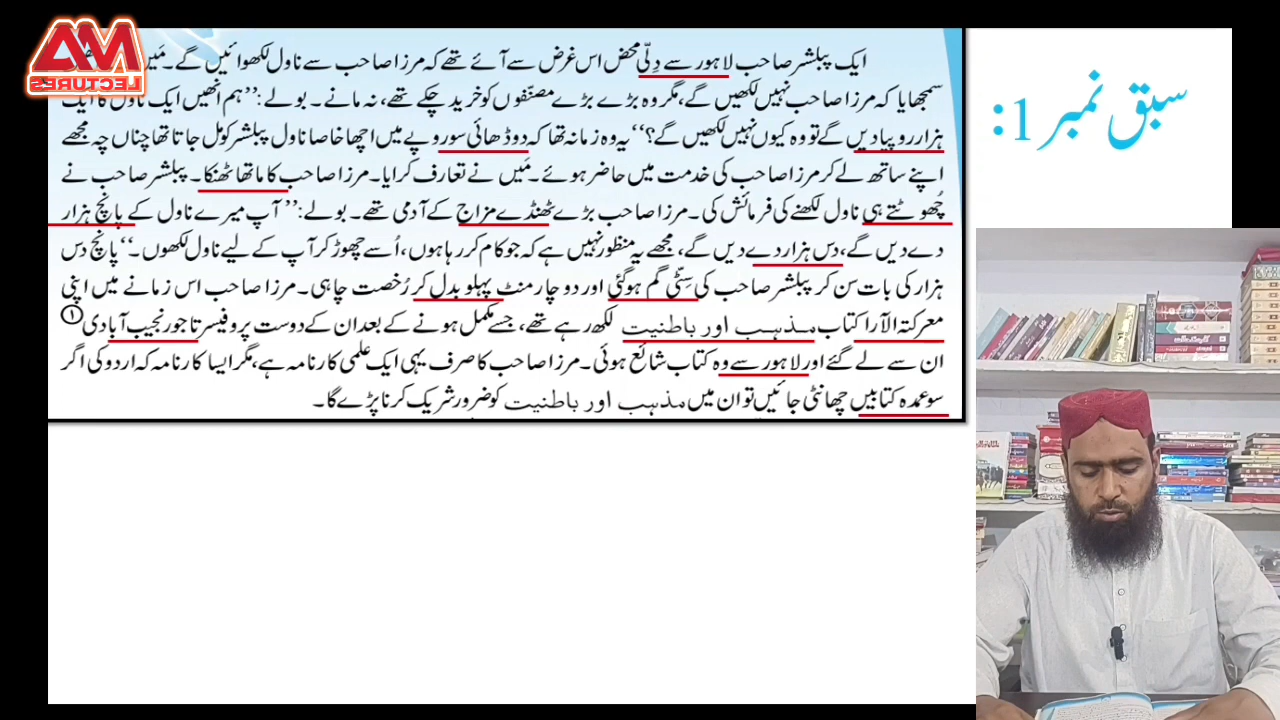 MA
LECTURES
سبق نمبر 1:
ایک پبلشر صاحب لاہور سے دِلّی محض اس غرض سے آئے تھے کہ مرزا صاحب سے ناول لکھوائیں گے۔ مَیں
سمجھایا کہ مرزا صاحب نہیں لکھیں گے، مگر وہ بڑے بڑے مصنّفوں کو خرید چکے تھے، نہ مانے۔ بولے: ”ہم انھیں ایک ناول کا ایک
ہزار روپیا دیں گے تو وہ کیوں نہیں لکھیں گے؟“ یہ وہ زمانہ تھا کہ دو ڈھائی سو روپے میں اچھا خاصا ناول پبلشر کو مل جاتا تھا چناں چہ مجھے
اپنے ساتھ لے کر مرزا صاحب کی خدمت میں حاضر ہوئے۔ مَیں نے تعارف کرایا۔ مرزا صاحب کا ماتھا ٹھنکا۔ پبلشر صاحب نے
چُھوٹتے ہی ناول لکھنے کی فرمائش کی۔ مرزا صاحب بڑے ٹھنڈے مزاج کے آدمی تھے۔ بولے: ”آپ میرے ناول کے پانچ ہزار
دے دیں گے، دس ہزار دے دیں گے، مجھے یہ منظور نہیں ہے کہ جو کام کر رہا ہوں، اُسے چھوڑ کر آپ کے لیے ناول لکھوں۔“ پانچ دس
ہزار کی بات سن کر پبلشر صاحب کی سِٹّی گم ہوگئی اور دو چار منٹ پہلو بدل کر رُخصت چاہی۔ مرزا صاحب اس زمانے میں اپنی
معرکتہ الآرا کتاب مذہب اور باطنیت لکھ رہے تھے، جسے مکمل ہونے کے بعد ان کے دوست پروفیسر تاجور نجیب آبادی (۱)
ان سے لے گئے اور لاہور سے وہ کتاب شائع ہوئی۔ مرزا صاحب کا صرف یہی ایک علمی کارنامہ ہے، مگر ایسا کارنامہ کہ اردو کی اگر
سو عمدہ کتابیں چھانٹی جائیں تو ان میں مذہب اور باطنیت کو ضرور شریک کرنا پڑے گا۔